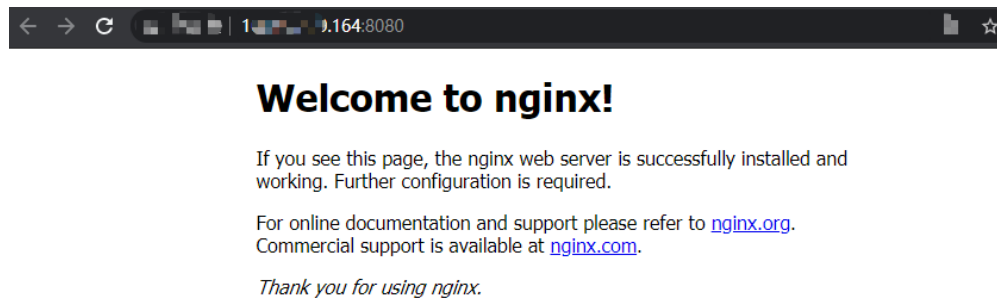 .164:8080
Welcome to nginx!
If you see this page, the nginx web server is successfully installed and
working. Further configuration is required.
For online documentation and support please refer to nginx.org.
Commercial support is available at nginx.com.
Thank you for using nginx.